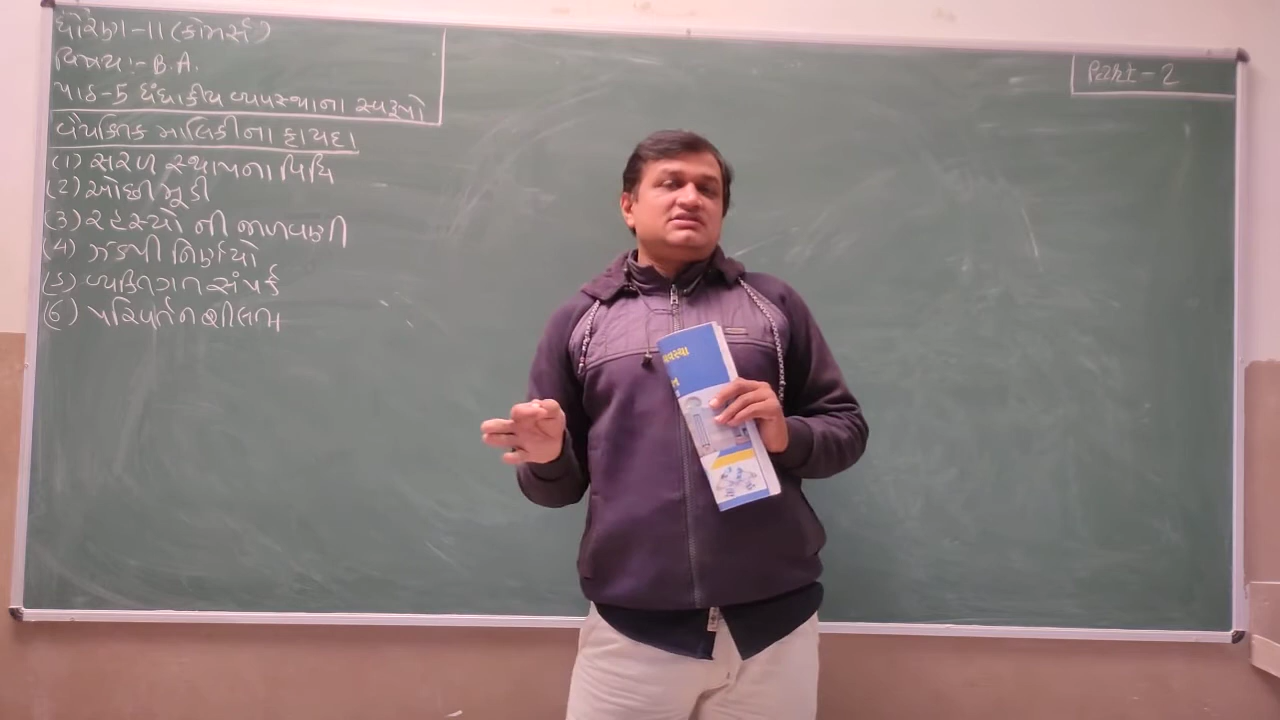 ધોરણ-11 (કોમર્સ)
વિષય :- B.A.
પાઠ-5 ધંધાકીય વ્યવસ્થાના સ્વરૂપો
Part-2
વૈયક્તિક માલિકીના ફાયદા
(1) સરળ સ્થાપના વિધિ
(2) ઓછી મૂડી
(3) રહસ્યો ની જાળવણી
(4) ઝડપી નિર્ણયો
(5) વ્યક્તિગત સંપર્ક
(6) પરિવર્તનશીલતા